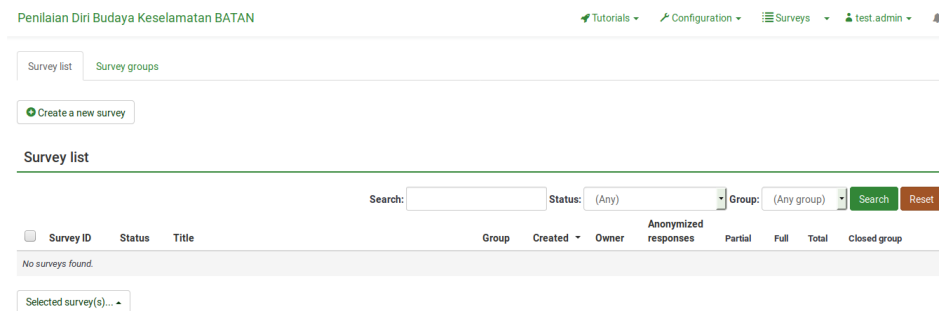 Penilaian Diri Budaya Keselamatan BATAN Tutorials Configuration Surveys test.admin
Survey list Survey groups
Create a new survey
Survey list
Search: Status: (Any) Group: (Any group) Search Reset
Survey ID Status Title Group Created Owner Anonymized responses Partial Full Total Closed group
No surveys found.
Selected survey(s)...